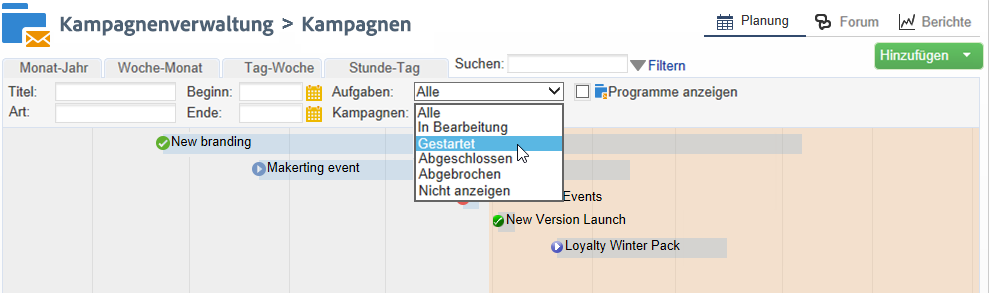 Kampagnenverwaltung > Kampagnen
Planung Forum Berichte
Monat-Jahr Woche-Monat Tag-Woche Stunde-Tag Suchen: Filtern Hinzufügen
Titel: Beginn: Aufgaben: Alle Programme anzeigen
Art: Ende: Kampagnen:
Alle
In Bearbeitung
Gestartet
Abgeschlossen
Abgebrochen
Nicht anzeigen
New branding
Makerting event
Events
New Version Launch
Loyalty Winter Pack